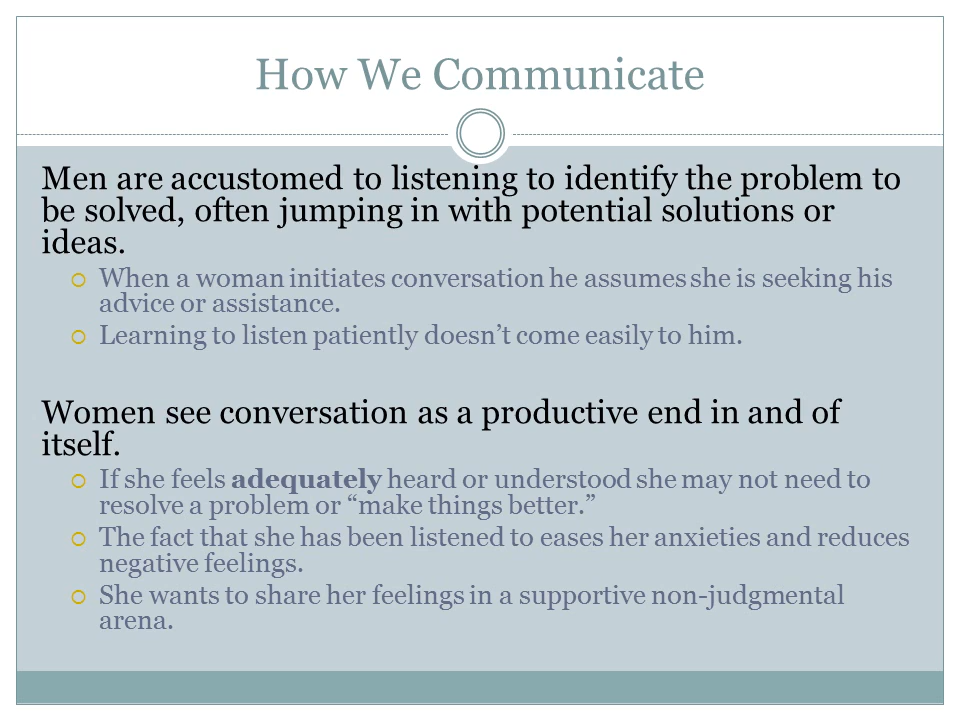 How We Communicate
Men are accustomed to listening to identify the problem to
be solved, often jumping in with potential solutions or
ideas.
When a woman initiates conversation he assumes she is seeking his
advice or assistance.
Learning to listen patiently doesn’t come easily to him.
Women see conversation as a productive end in and of
itself.
If she feels adequately heard or understood she may not need to
resolve a problem or “make things better.”
The fact that she has been listened to eases her anxieties and reduces
negative feelings.
She wants to share her feelings in a supportive non-judgmental
arena.